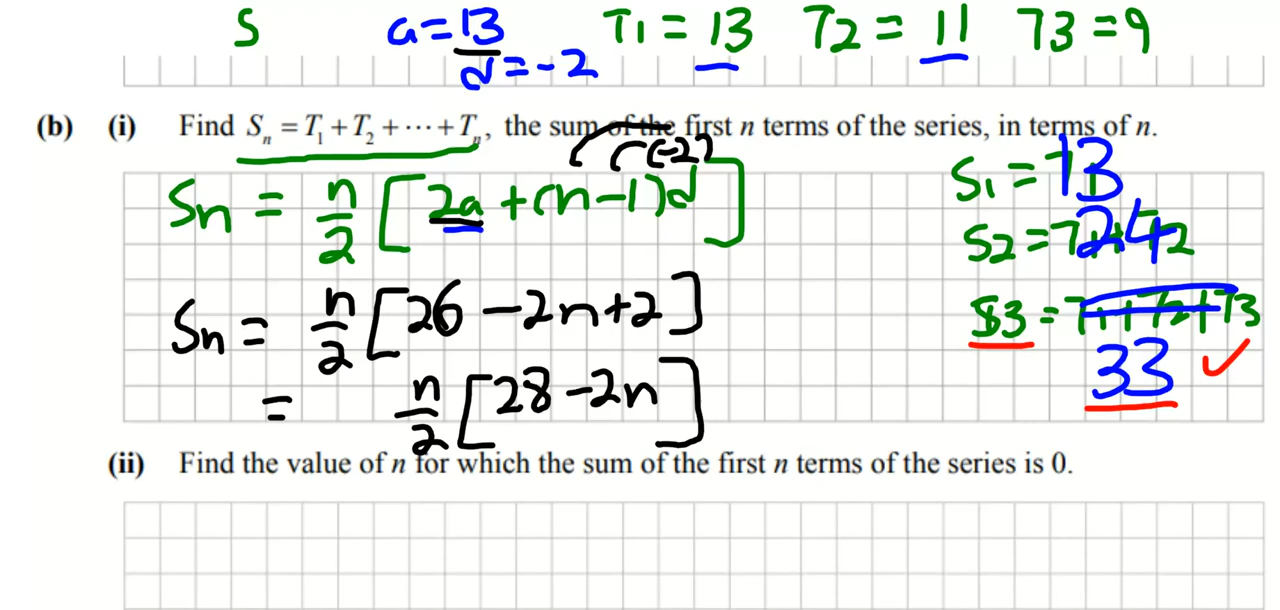 S a = 13 T1 = 13 T2 = 11 T3 = 9
d = -2
(b) (i) Find Sn = T1 + T2 + ··· + Tn, the sum of the first n terms of the series, in terms of n.
(-2)
Sn = n/2 [2a + (n - 1)d]
S1 = 13
S2 = 24
Sn = n/2 [26 - 2n + 2]
S3 = T1 + T2 + T3
33 ✓
= n/2 [28 - 2n]
(ii) Find the value of n for which the sum of the first n terms of the series is 0.